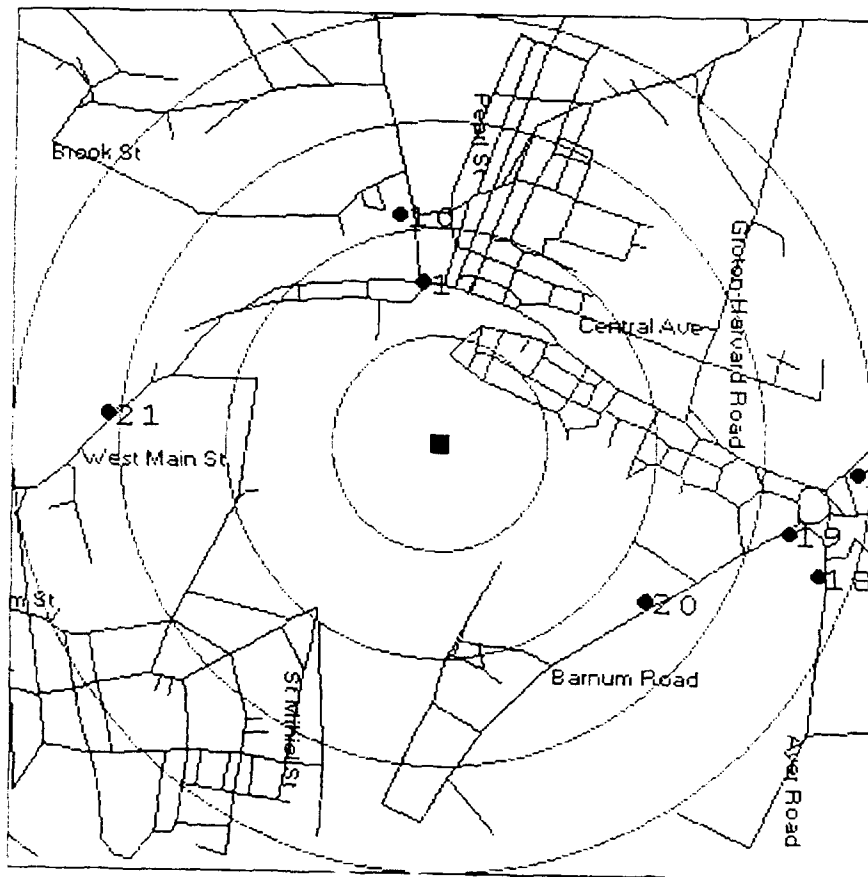 Pearl St
Brook St
10
Groton-Harvard Road
1
Central Ave
21
West Main St
19
18
m St
20
Barnum Road
St Mihiel St
Ayer Road